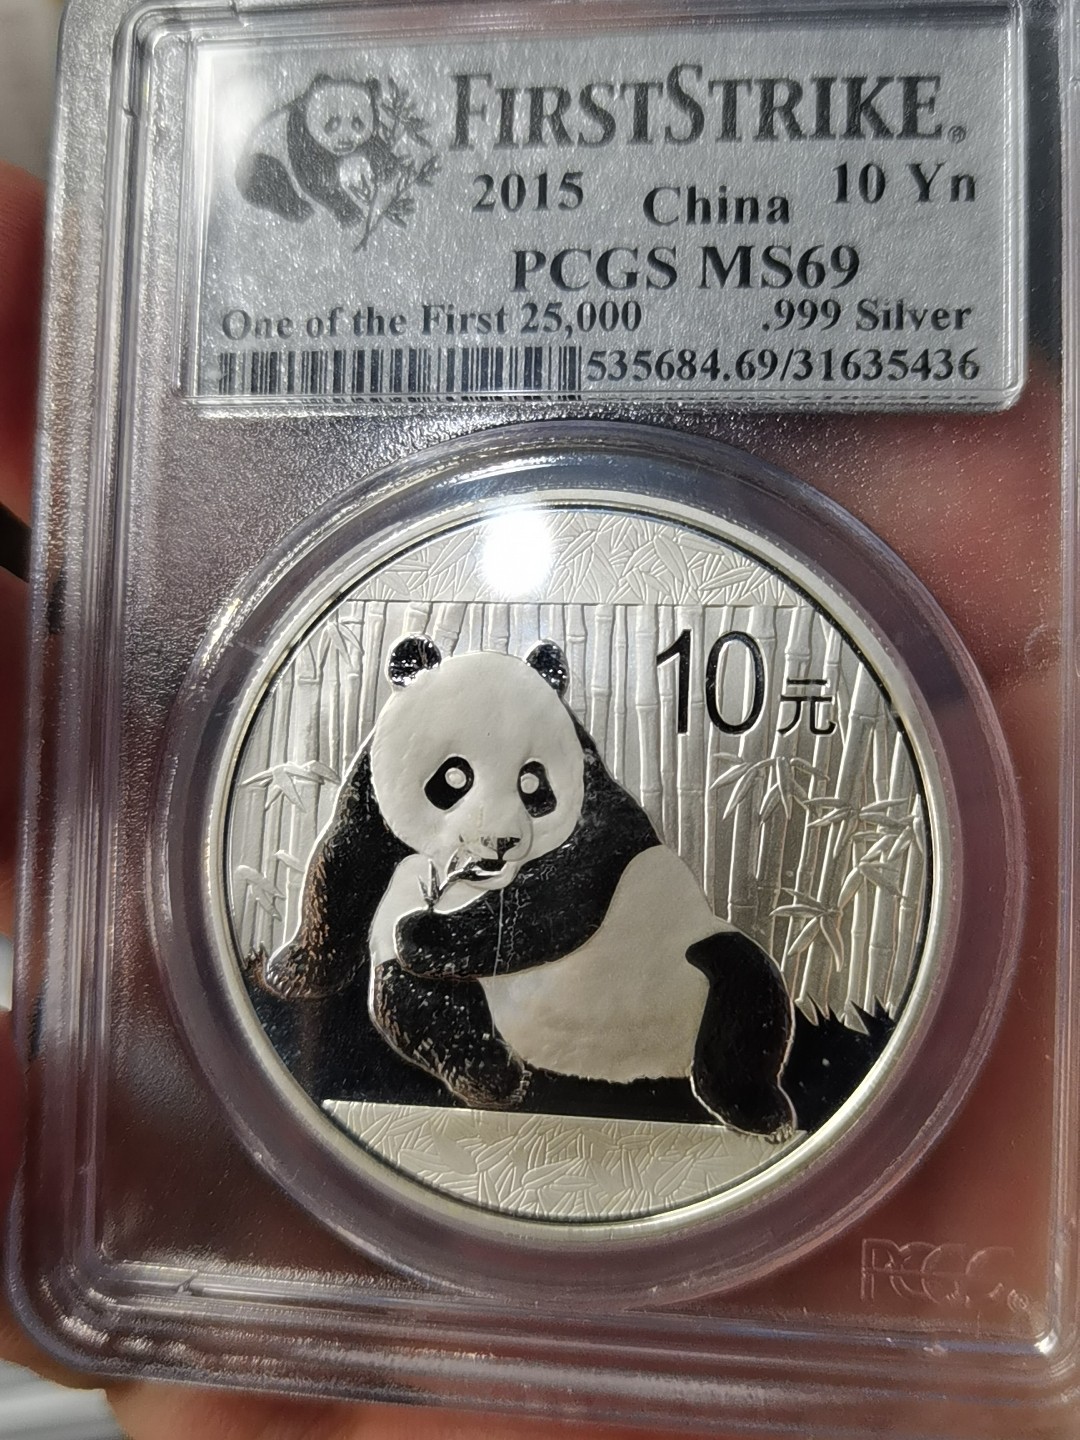 FIRSTSTRIKE®
2015 China 10 Yn
PCGS MS69
One of the First 25,000 .999 Silver
535684.69/31635436
10元
PCGS®